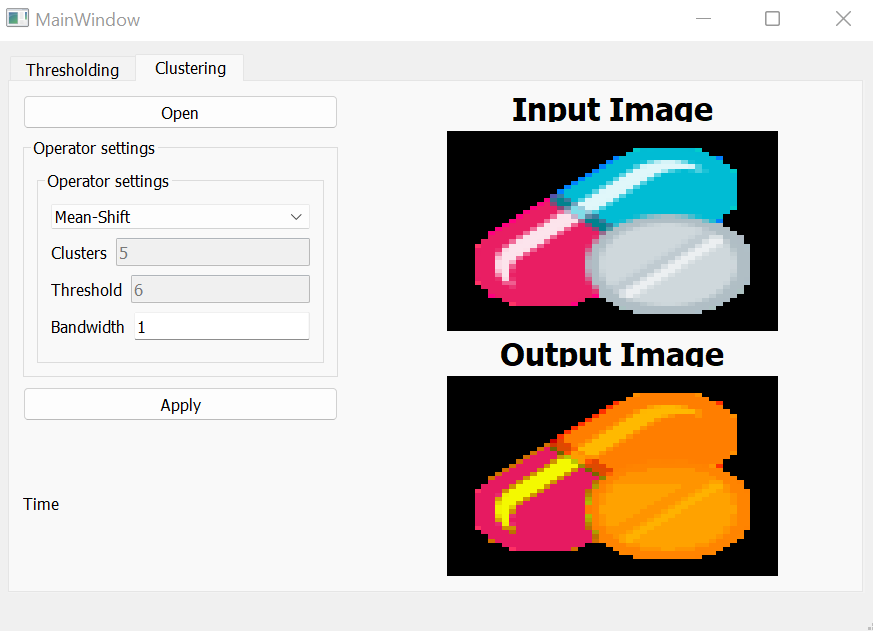 MainWindow
Thresholding
Clustering
Open
Operator settings
Operator settings
Mean-Shift
Clusters 5
Threshold 6
Bandwidth 1
Apply
Time
Input Image
Output Image